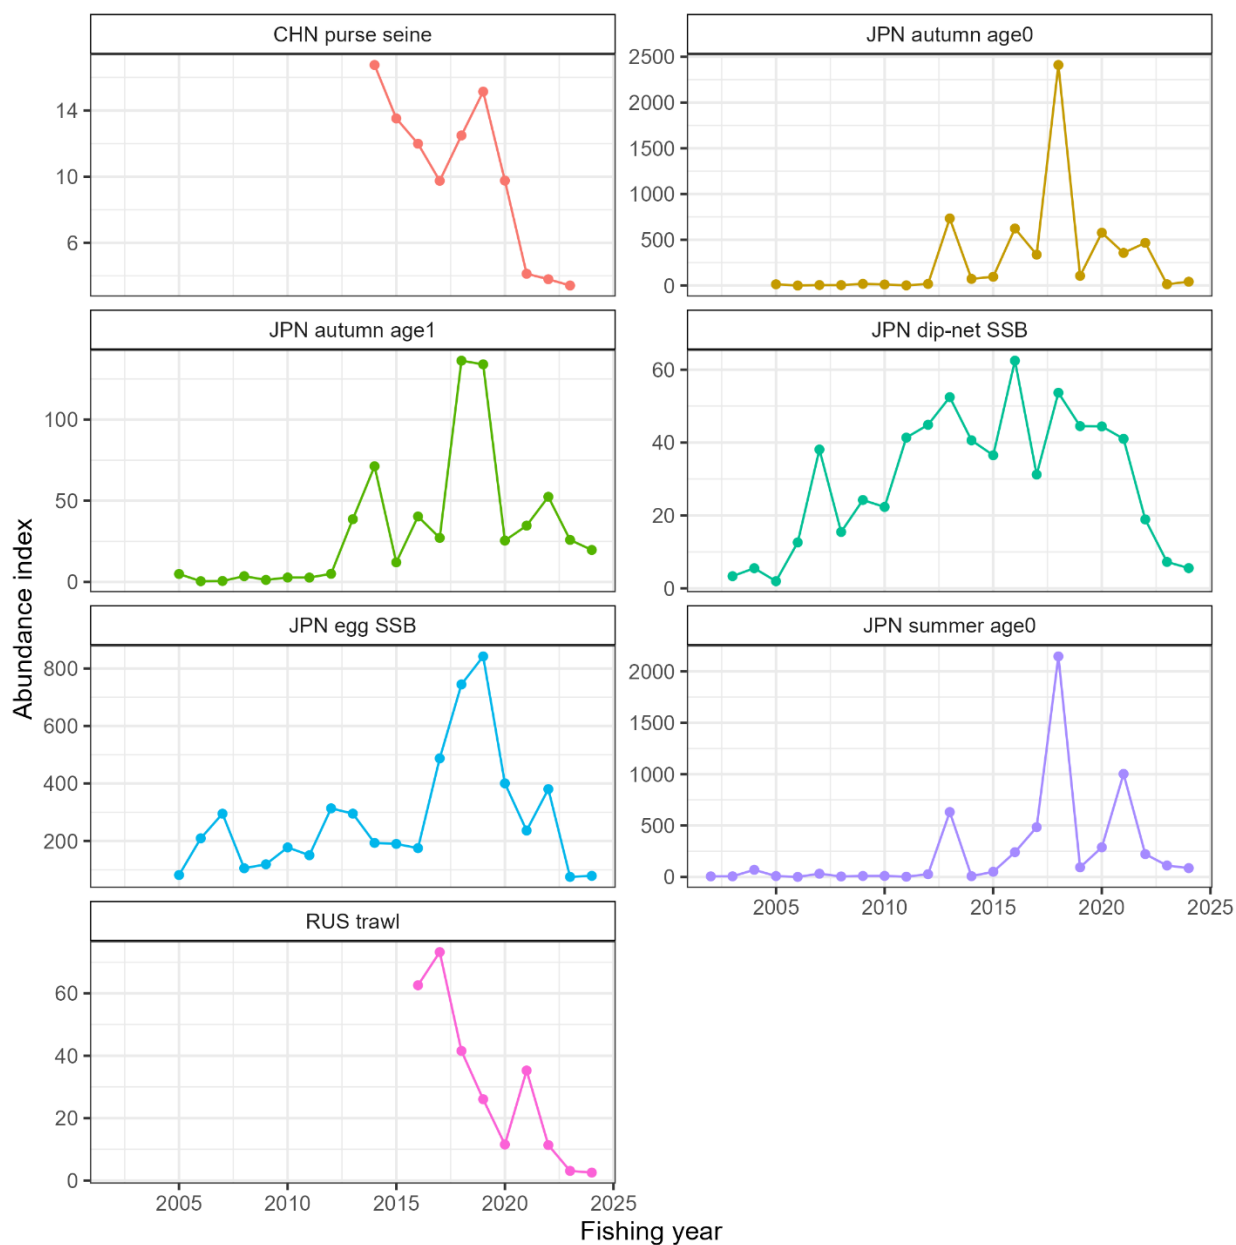 CHN purse seine
14
10
6
JPN autumn age0
2500
2000
1500
1000
500
0
JPN autumn age1
100
50
0
JPN dip-net SSB
60
40
20
0
JPN egg SSB
800
600
400
200
JPN summer age0
2000
1500
1000
500
0
2005 2010 2015 2020 2025
RUS trawl
60
40
20
0
2005 2010 2015 2020 2025
Abundance index
Fishing year